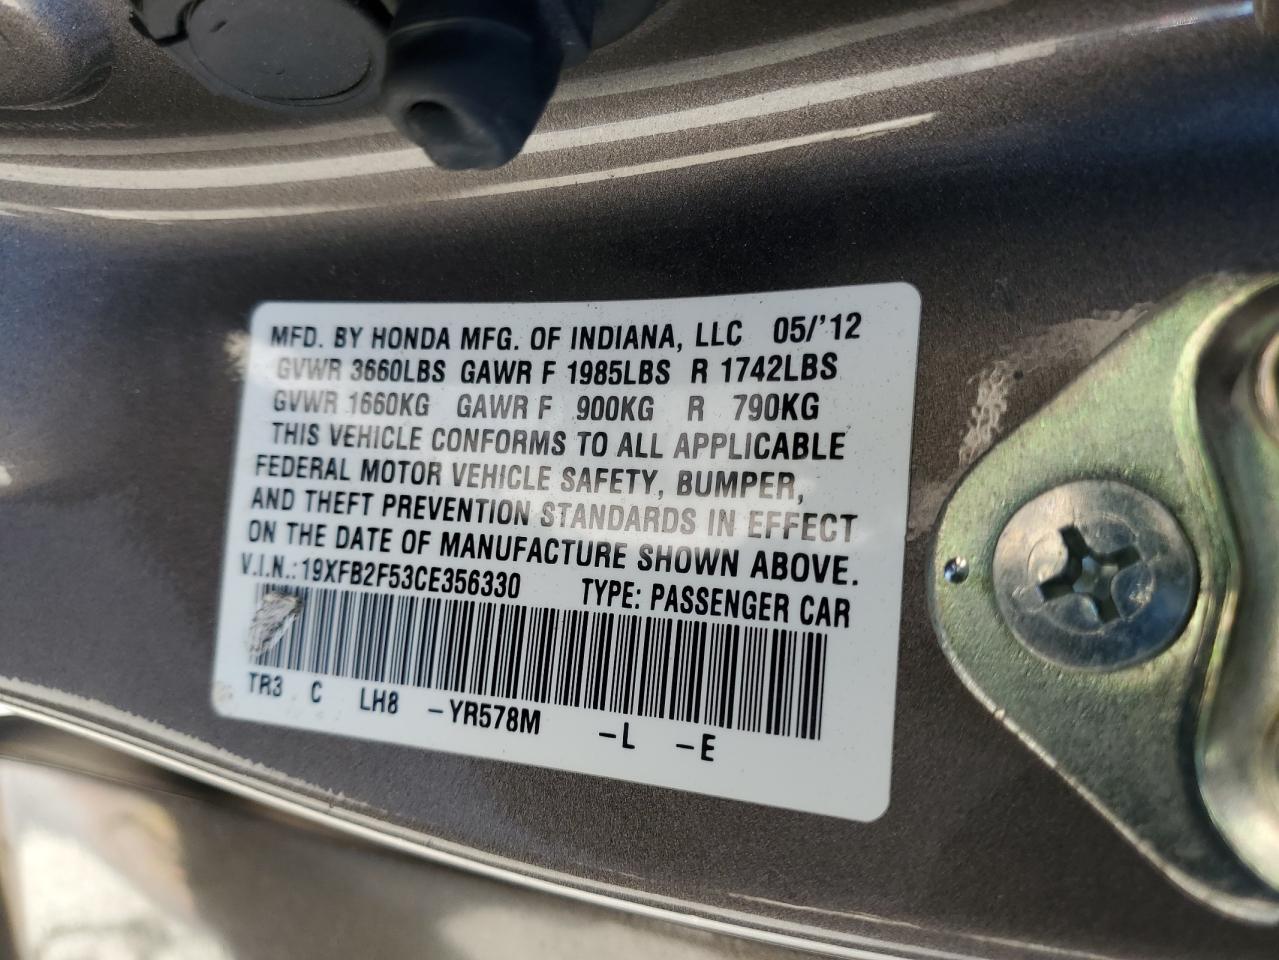 MFD. BY HONDA MFG. OF INDIANA, LLC 05/'12
GVWR 3660LBS GAWR F 1985LBS R 1742LBS
GVWR 1660KG GAWR F 900KG R 790KG
THIS VEHICLE CONFORMS TO ALL APPLICABLE
FEDERAL MOTOR VEHICLE SAFETY, BUMPER,
AND THEFT PREVENTION STANDARDS IN EFFECT
ON THE DATE OF MANUFACTURE SHOWN ABOVE.
V.I.N.: 19XFB2F53CE356330 TYPE: PASSENGER CAR
TR3 C LH8 -YR578M -L -E